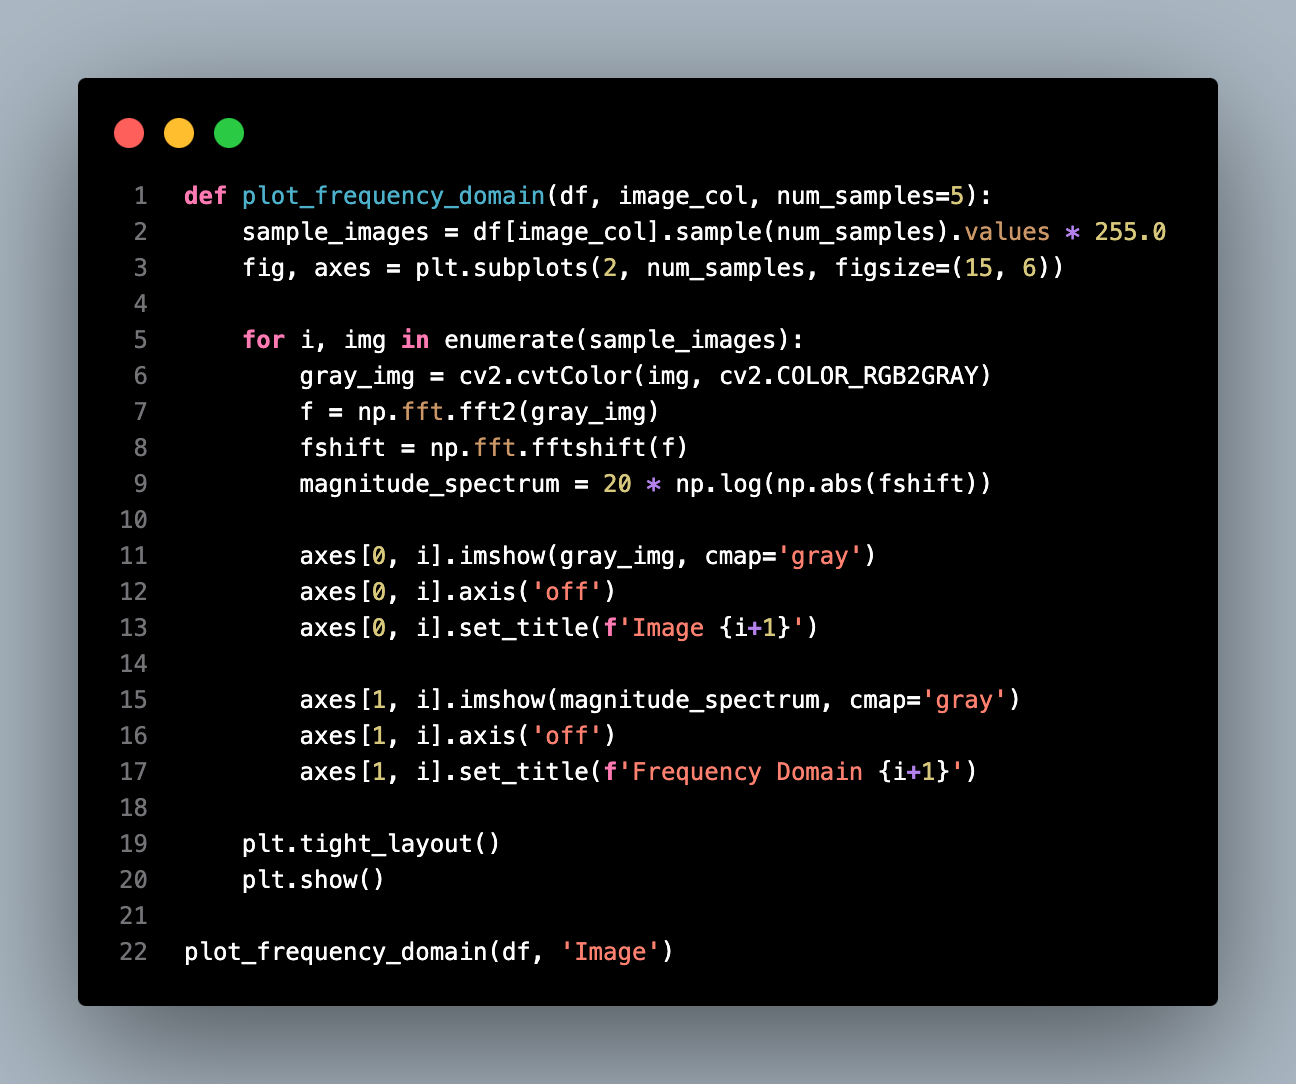 1 def plot_frequency_domain(df, image_col, num_samples=5):
2     sample_images = df[image_col].sample(num_samples).values * 255.0
3     fig, axes = plt.subplots(2, num_samples, figsize=(15, 6))
4
5     for i, img in enumerate(sample_images):
6         gray_img = cv2.cvtColor(img, cv2.COLOR_RGB2GRAY)
7         f = np.fft.fft2(gray_img)
8         fshift = np.fft.fftshift(f)
9         magnitude_spectrum = 20 * np.log(np.abs(fshift))
10
11         axes[0, i].imshow(gray_img, cmap='gray')
12         axes[0, i].axis('off')
13         axes[0, i].set_title(f'Image {i+1}')
14
15         axes[1, i].imshow(magnitude_spectrum, cmap='gray')
16         axes[1, i].axis('off')
17         axes[1, i].set_title(f'Frequency Domain {i+1}')
18
19     plt.tight_layout()
20     plt.show()
21
22 plot_frequency_domain(df, 'Image')